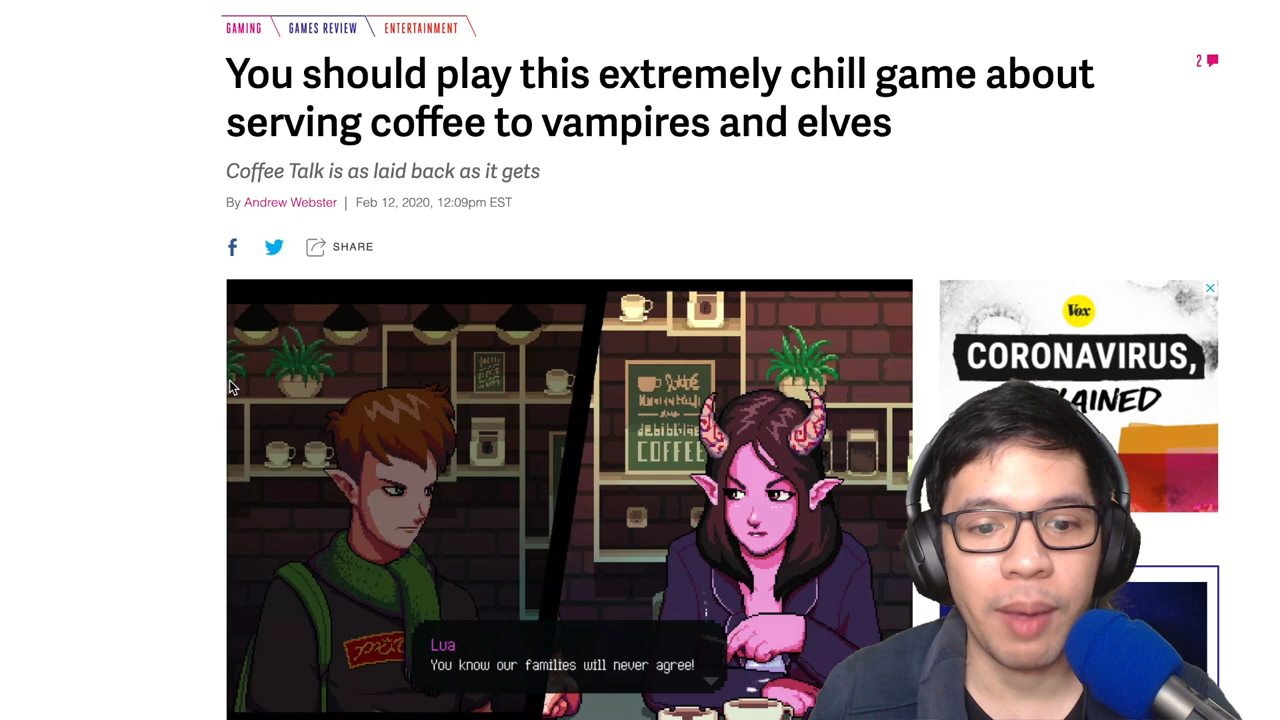 GAMING
GAMES REVIEW
ENTERTAINMENT
You should play this extremely chill game about
serving coffee to vampires and elves
2
Coffee Talk is as laid back as it gets
By Andrew Webster | Feb 12, 2020, 12:09pm EST
SHARE
Vox
CORONAVIRUS,
COFFEE
Lua
You know our families will never agree!